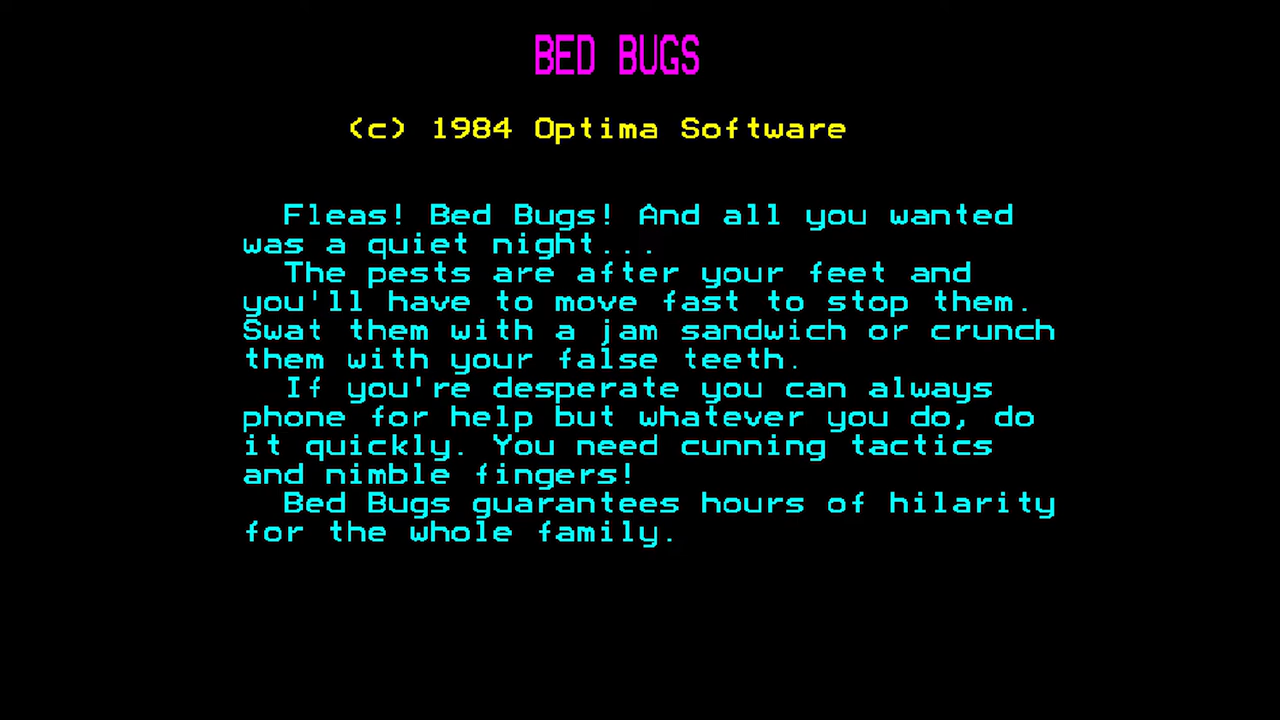 BED BUGS
(c) 1984 Optima Software
Fleas! Bed Bugs! And all you wanted
was a quiet night...
The pests are after your feet and
you'll have to move fast to stop them.
Swat them with a jam sandwich or crunch
them with your false teeth.
If you're desperate you can always
phone for help but whatever you do, do
it quickly. You need cunning tactics
and nimble fingers!
Bed Bugs guarantees hours of hilarity
for the whole family.